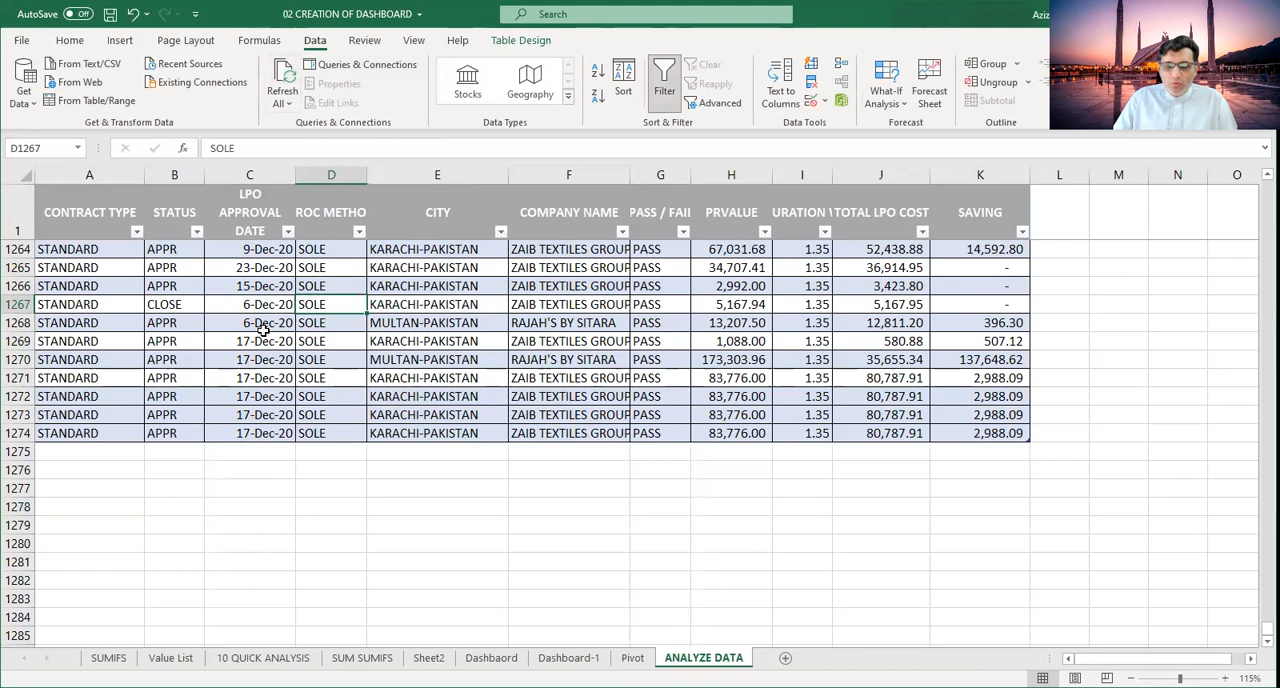 AutoSave Off 02 CREATION OF DASHBOARD Search Aziz
File Home Insert Page Layout Formulas Data Review View Help Table Design
Get Data
From Text/CSV
From Web
From Table/Range
Recent Sources
Existing Connections
Get & Transform Data
Refresh All
Queries & Connections
Properties
Edit Links
Queries & Connections
Stocks Geography
Data Types
Sort Filter
Clear
Reapply
Advanced
Sort & Filter
Text to Columns
Data Tools
What-If Analysis Forecast Sheet
Forecast
Group
Ungroup
Subtotal
Outline
D1267 fx SOLE
A B C D E F G H I J K L M N O
1 CONTRACT TYPE STATUS LPO APPROVAL DATE ROC METHO CITY COMPANY NAME PASS / FAIL PRVALUE URATION TOTAL LPO COST SAVING
1264 STANDARD APPR 9-Dec-20 SOLE KARACHI-PAKISTAN ZAIB TEXTILES GROUP PASS 67,031.68 1.35 52,438.88 14,592.80
1265 STANDARD APPR 23-Dec-20 SOLE KARACHI-PAKISTAN ZAIB TEXTILES GROUP PASS 34,707.41 1.35 36,914.95 -
1266 STANDARD APPR 15-Dec-20 SOLE KARACHI-PAKISTAN ZAIB TEXTILES GROUP PASS 2,992.00 1.35 3,423.80 -
1267 STANDARD CLOSE 6-Dec-20 SOLE KARACHI-PAKISTAN ZAIB TEXTILES GROUP PASS 5,167.94 1.35 5,167.95 -
1268 STANDARD APPR 6-Dec-20 SOLE MULTAN-PAKISTAN RAJAH'S BY SITARA PASS 13,207.50 1.35 12,811.20 396.30
1269 STANDARD APPR 17-Dec-20 SOLE KARACHI-PAKISTAN ZAIB TEXTILES GROUP PASS 1,088.00 1.35 580.88 507.12
1270 STANDARD APPR 17-Dec-20 SOLE MULTAN-PAKISTAN RAJAH'S BY SITARA PASS 173,303.96 1.35 35,655.34 137,648.62
1271 STANDARD APPR 17-Dec-20 SOLE KARACHI-PAKISTAN ZAIB TEXTILES GROUP PASS 83,776.00 1.35 80,787.91 2,988.09
1272 STANDARD APPR 17-Dec-20 SOLE KARACHI-PAKISTAN ZAIB TEXTILES GROUP PASS 83,776.00 1.35 80,787.91 2,988.09
1273 STANDARD APPR 17-Dec-20 SOLE KARACHI-PAKISTAN ZAIB TEXTILES GROUP PASS 83,776.00 1.35 80,787.91 2,988.09
1274 STANDARD APPR 17-Dec-20 SOLE KARACHI-PAKISTAN ZAIB TEXTILES GROUP PASS 83,776.00 1.35 80,787.91 2,988.09
1275
1276
1277
1278
1279
1280
1281
1282
1283
1284
1285
SUMIFS Value List 10 QUICK ANALYSIS SUM SUMIFS Sheet2 Dashbaord Dashboard-1 Pivot ANALYZE DATA
115%